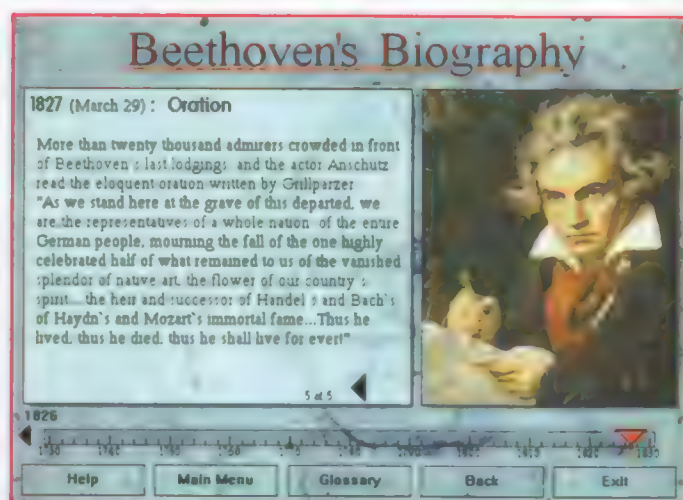 Beethoven's Biography
1827 (March 29) : Oration
More than twenty thousand admirers crowded in front
of Beethoven's last lodgings and the actor Anschutz
read the eloquent oration written by Grillparzer
"As we stand here at the grave of this departed, we
are the representatives of a whole nation of the entire
German people, mourning the fall of the one highly
celebrated half of what remained to us of the vanished
splendor of native art, the flower of our country's
spirit... the heir and successor of Handel's and Bach's
of Haydn's and Mozart's immortal fame...Thus he
lived, thus he died, thus he shall live for ever!"
5 of 5
1826
1820 1830
Help Main Menu Glossary Back Exit